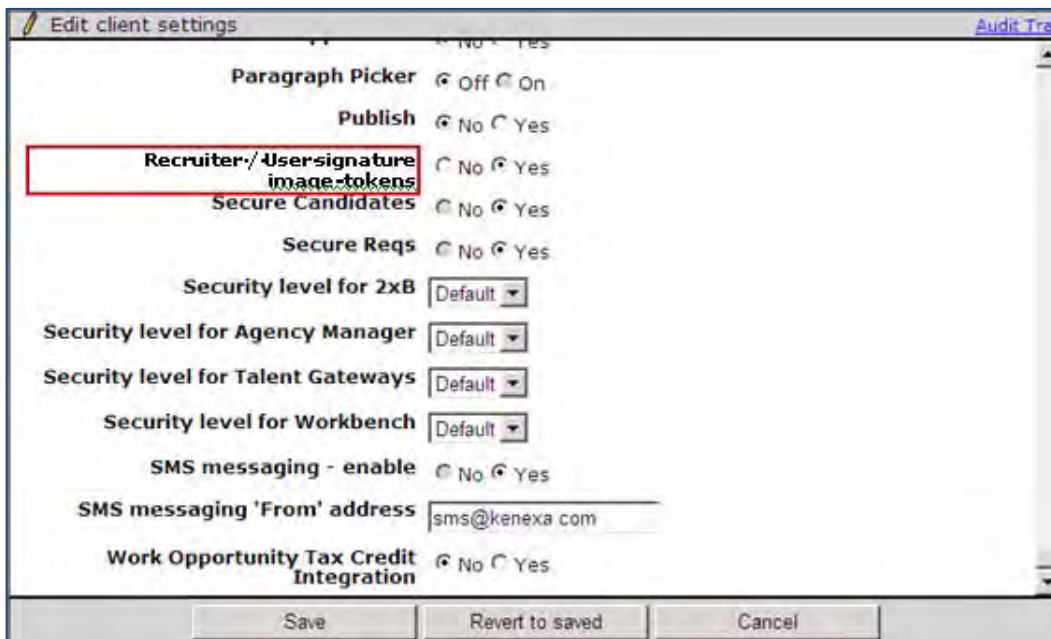 Edit client settings Audit Tra
No Yes
Paragraph Picker Off On
Publish No Yes
Recruiter-/-Usersignature No Yes
image-tokens
Secure Candidates No Yes
Secure Reqs No Yes
Security level for 2xB Default
Security level for Agency Manager Default
Security level for Talent Gateways Default
Security level for Workbench Default
SMS messaging - enable No Yes
SMS messaging 'From' address sms@kenexa.com
Work Opportunity Tax Credit No Yes
Integration
Save Revert to saved Cancel